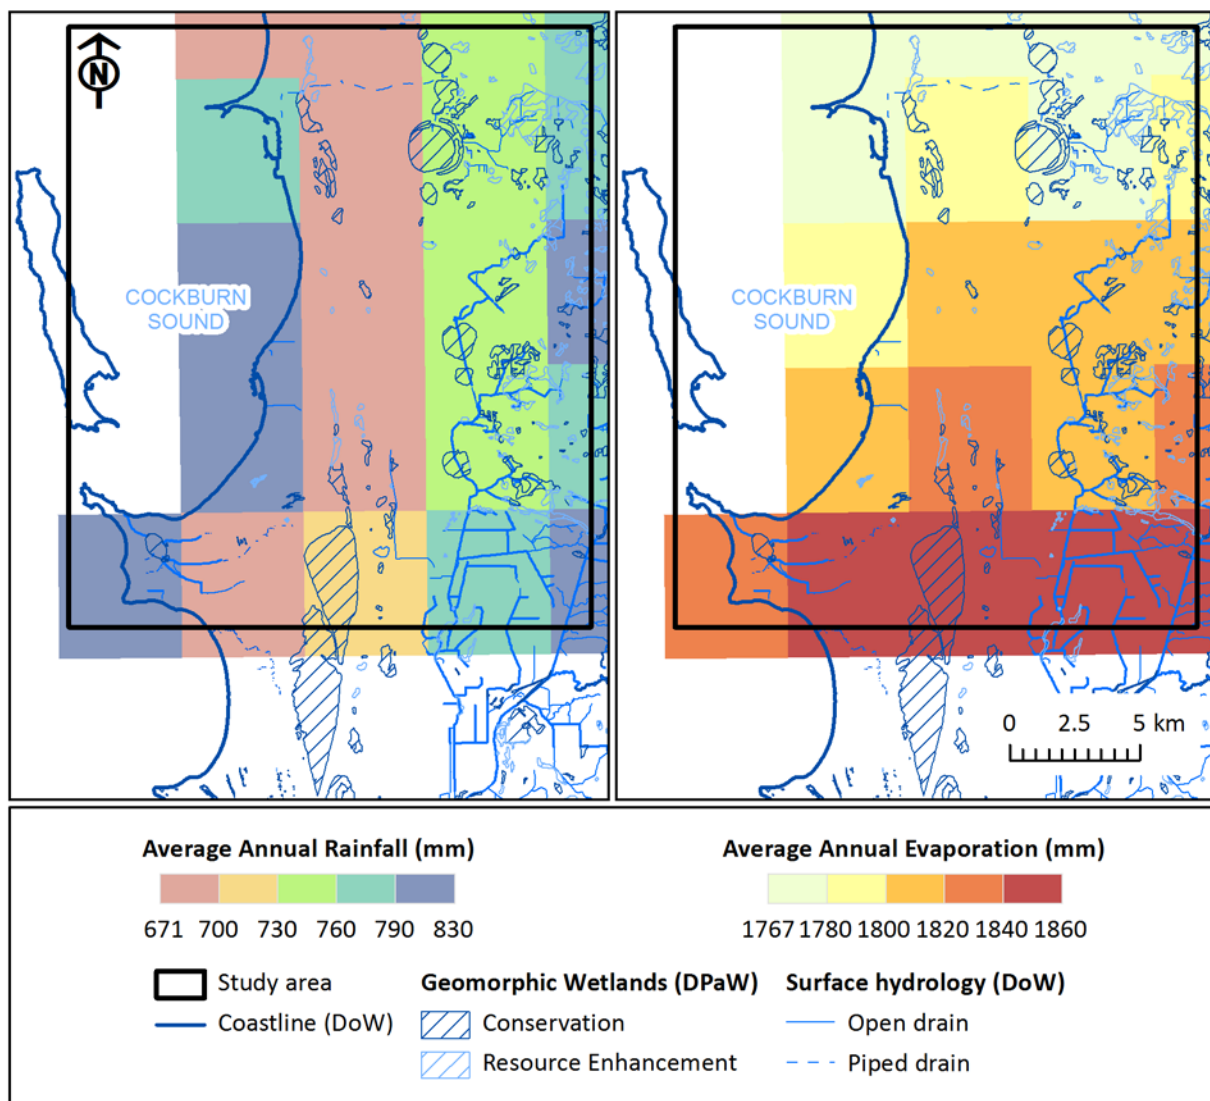 N
COCKBURN
SOUND
COCKBURN
SOUND
0 2.5 5 km
Average Annual Rainfall (mm)
671 700 730 760 790 830
Average Annual Evaporation (mm)
1767 1780 1800 1820 1840 1860
Study area
Coastline (DoW)
Geomorphic Wetlands (DPaW)
Conservation
Resource Enhancement
Surface hydrology (DoW)
Open drain
Piped drain